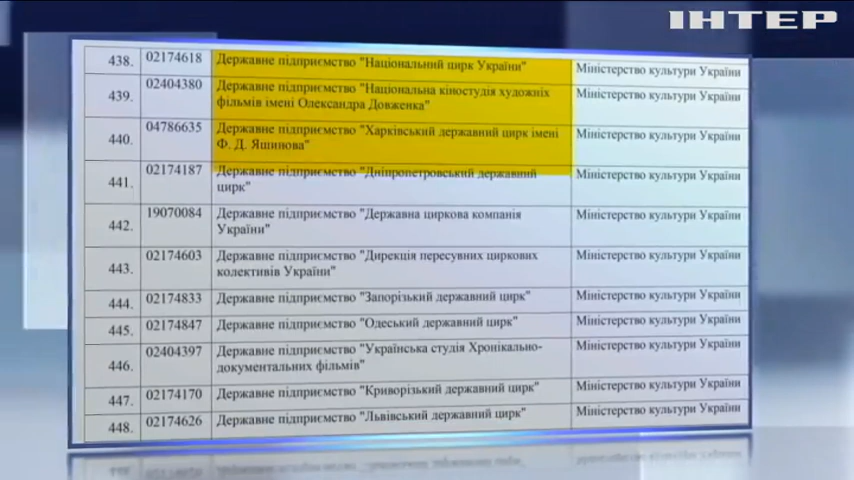 ІНТЕР
438. 02174618 Державне підприємство "Національний цирк України" Міністерство культури України
439. 02404380 Державне підприємство "Національна кіностудія художніх Міністерство культури України
фільмів імені Олександра Довженка"
440. 04786635 Державне підприємство "Харківський державний цирк імені Міністерство культури України
Ф. Д. Яшинова"
441. 02174187 Державне підприємство "Дніпропетровський державний Міністерство культури України
цирк"
442. 19070084 Державне підприємство "Державна циркова компанія Міністерство культури України
України"
443. 02174603 Державне підприємство "Дирекція пересувних циркових Міністерство культури України
колективів України"
444. 02174833 Державне підприємство "Запорізький державний цирк" Міністерство культури України
445. 02174847 Державне підприємство "Одеський державний цирк" Міністерство культури України
446. 02404397 Державне підприємство "Українська студія Хронікально- Міністерство культури України
документальних фільмів"
447. 02174170 Державне підприємство "Криворізький державний цирк" Міністерство культури України
448. 02174626 Державне підприємство "Львівський державний цирк" Міністерство культури України